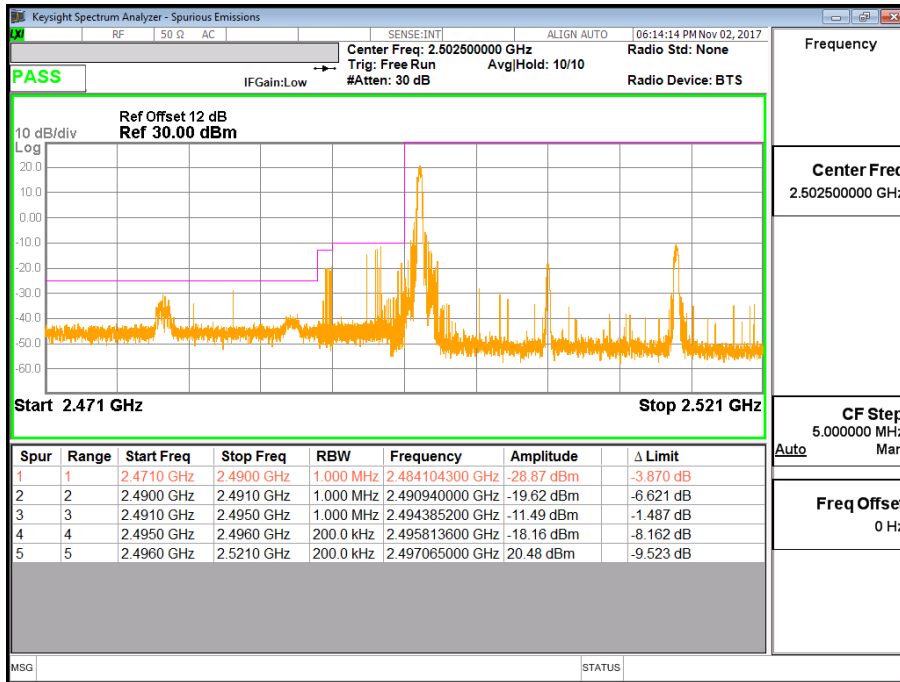 Keysight Spectrum Analyzer - Spurious Emissions
LXI RF 50 Ω AC SENSE:INT ALIGN AUTO 06:14:14 PM Nov 02, 2017
Center Freq: 2.502500000 GHz Radio Std: None
Trig: Free Run Avg|Hold: 10/10
PASS IFGain:Low #Atten: 30 dB Radio Device: BTS
Frequency
Ref Offset 12 dB
10 dB/div Ref 30.00 dBm
Log
20.0
10.0
0.00
-10.0
-20.0
-30.0
-40.0
-50.0
-60.0
Start 2.471 GHz Stop 2.521 GHz
Center Freq
2.502500000 GHz
CF Step
5.000000 MHz
Auto Man
Freq Offset
0 Hz
Spur Range Start Freq Stop Freq RBW Frequency Amplitude Δ Limit
1 1 2.4710 GHz 2.4900 GHz 1.000 MHz 2.484104300 GHz -28.87 dBm -3.870 dB
2 2 2.4900 GHz 2.4910 GHz 1.000 MHz 2.490940000 GHz -19.62 dBm -6.621 dB
3 3 2.4910 GHz 2.4950 GHz 1.000 MHz 2.494385200 GHz -11.49 dBm -1.487 dB
4 4 2.4950 GHz 2.4960 GHz 200.0 kHz 2.495813600 GHz -18.16 dBm -8.162 dB
5 5 2.4960 GHz 2.5210 GHz 200.0 kHz 2.497065000 GHz 20.48 dBm -9.523 dB
MSG STATUS